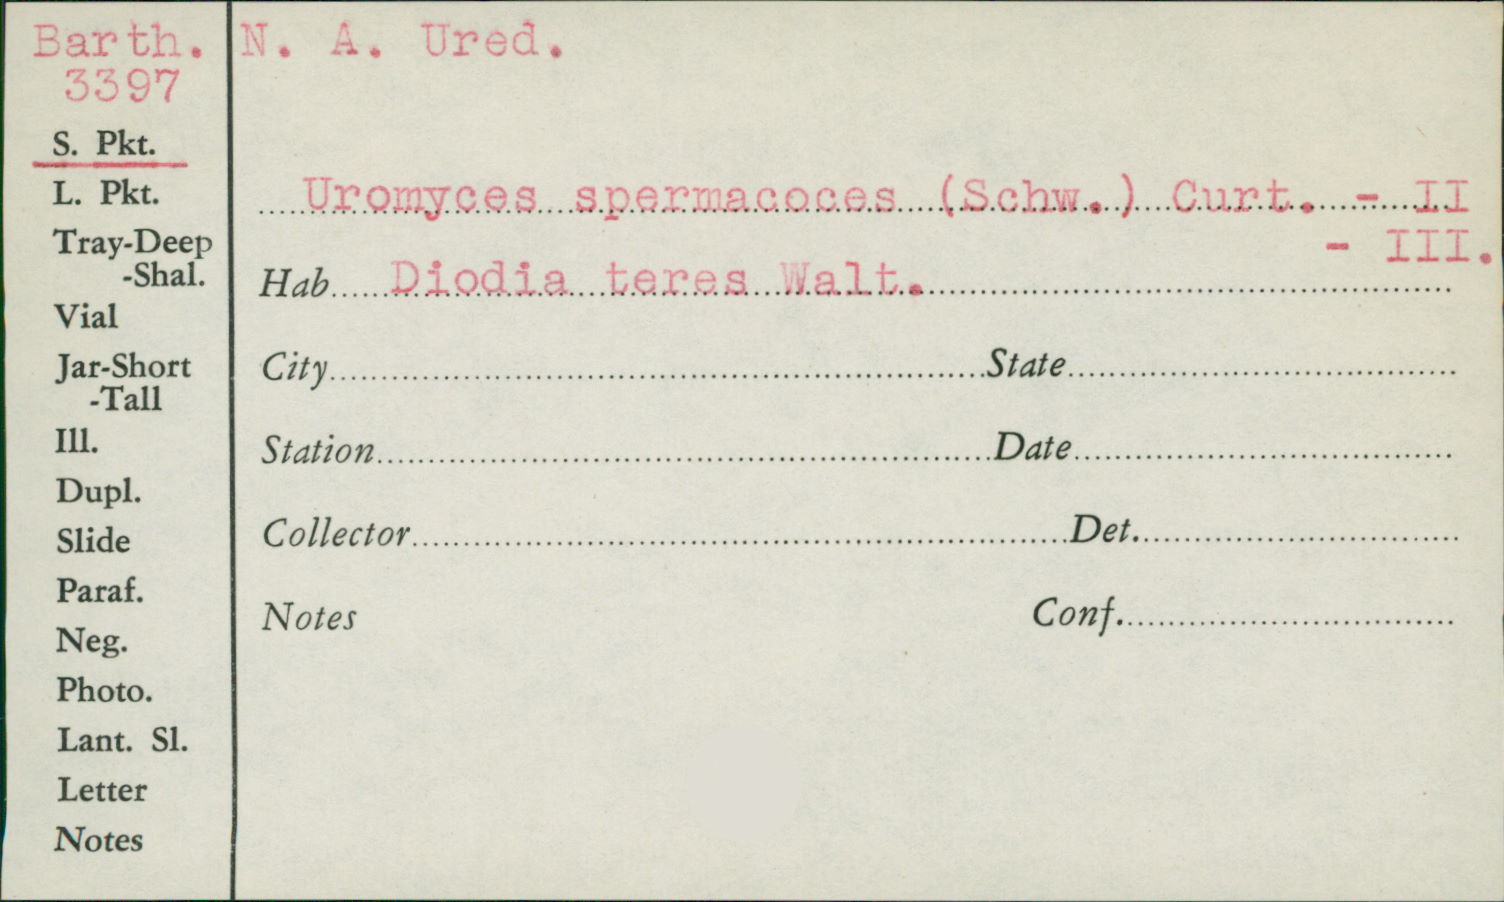 Barth. N. A. Ured.
3397
S. Pkt.
L. Pkt.
Tray-Deep
-Shal.
Vial
Jar-Short
-Tall
Ill.
Dupl.
Slide
Paraf.
Neg.
Photo.
Lant. Sl.
Letter
Notes
Uromyces spermacoces (Schw.) Curt. - II
- III.
Hab Diodia teres Walt.
City State
Station Date
Collector Det.
Notes Conf.